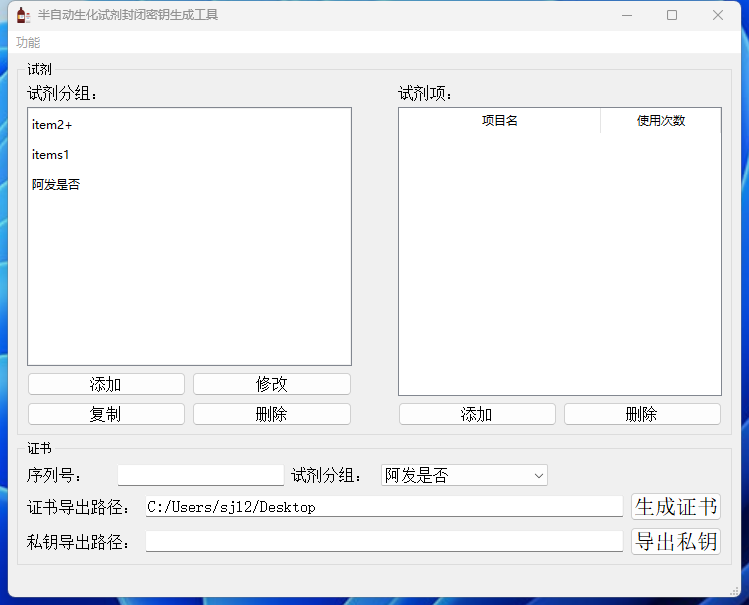 半自动生化试剂封闭密钥生成工具
功能
试剂
试剂分组：
item2+
items1
阿发是否
添加
修改
复制
删除
试剂项：
项目名 使用次数
添加
删除
证书
序列号： 试剂分组： 阿发是否
证书导出路径： C:/Users/sjl2/Desktop 生成证书
私钥导出路径： 导出私钥